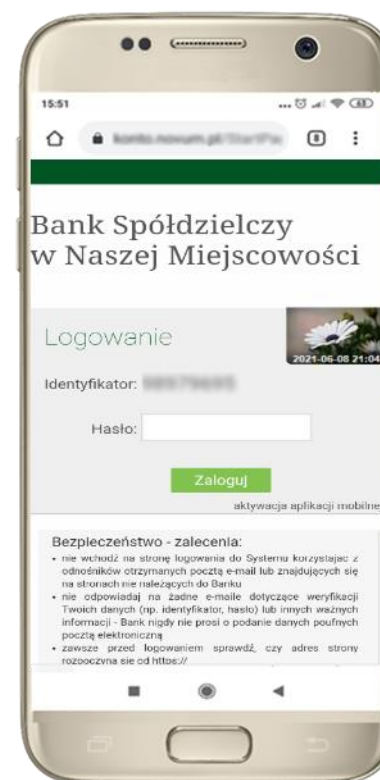 15:51
8
Bank Spółdzielczy
w Naszej Miejscowości
Logowanie
2021-06-08 21:04
Identyfikator:
Hasło:
Zaloguj
aktywacja aplikacji mobilne
Bezpieczeństwo - zalecenia:
• nie wchodź na stronę logowania do Systemu korzystając z
odnośników otrzymanych pocztą e-mail lub znajdujących się
na stronach nie należących do Banku
• nie odpowiadaj na żadne e-maile dotyczące weryfikacji
Twoich danych (np. identyfikator, hasło) lub innych ważnych
informacji - Bank nigdy nie prosi o podanie danych poufnych
pocztą elektroniczną
• zawsze przed logowaniem sprawdź, czy adres strony
rozpoczyna się od https://